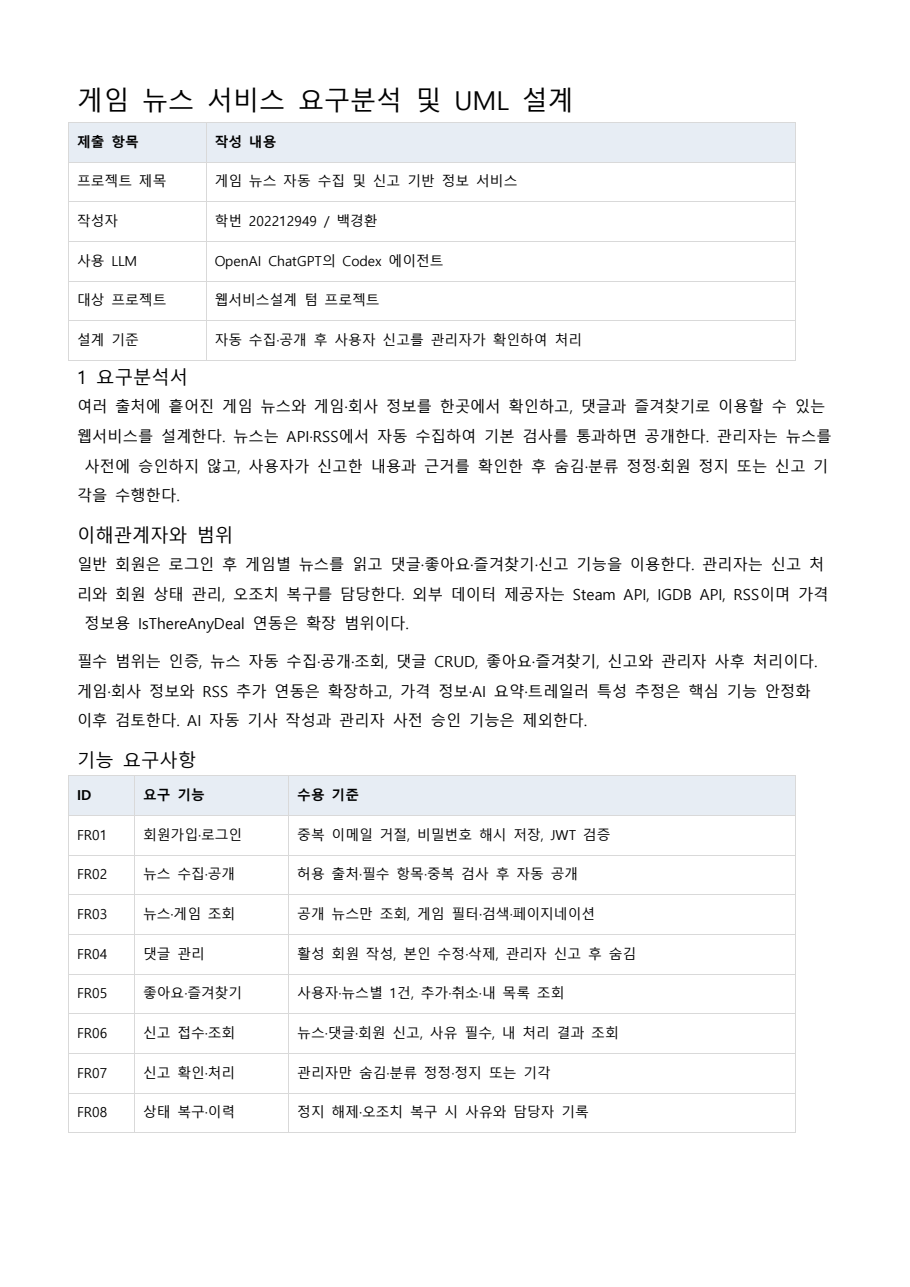 게임 뉴스 서비스 요구분석 및 UML 설계
제출 항목 작성 내용
프로젝트 제목 게임 뉴스 자동 수집 및 신고 기반 정보 서비스
작성자 학번 202212949 / 백경환
사용 LLM OpenAI ChatGPT의 Codex 에이전트
대상 프로젝트 웹서비스설계 텀 프로젝트
설계 기준 자동 수집·공개 후 사용자 신고를 관리자가 확인하여 처리
1 요구분석서
여러 출처에 흩어진 게임 뉴스와 게임·회사 정보를 한곳에서 확인하고, 댓글과 즐겨찾기로 이용할 수 있는
웹서비스를 설계한다. 뉴스는 API·RSS에서 자동 수집하여 기본 검사를 통과하면 공개한다. 관리자는 뉴스를
사전에 승인하지 않고, 사용자가 신고한 내용과 근거를 확인한 후 숨김·분류 정정·회원 정지 또는 신고 기
각을 수행한다.
이해관계자와 범위
일반 회원은 로그인 후 게임별 뉴스를 읽고 댓글·좋아요·즐겨찾기·신고 기능을 이용한다. 관리자는 신고 처
리와 회원 상태 관리, 오조치 복구를 담당한다. 외부 데이터 제공자는 Steam API, IGDB API, RSS이며 가격
정보용 IsThereAnyDeal 연동은 확장 범위이다.
필수 범위는 인증, 뉴스 자동 수집·공개·조회, 댓글 CRUD, 좋아요·즐겨찾기, 신고와 관리자 사후 처리이다.
게임·회사 정보와 RSS 추가 연동은 확장하고, 가격 정보·AI 요약·트레일러 특성 추정은 핵심 기능 안정화
이후 검토한다. AI 자동 기사 작성과 관리자 사전 승인 기능은 제외한다.
기능 요구사항
ID 요구 기능 수용 기준
FR01 회원가입·로그인 중복 이메일 거절, 비밀번호 해시 저장, JWT 검증
FR02 뉴스 수집·공개 허용 출처·필수 항목·중복 검사 후 자동 공개
FR03 뉴스·게임 조회 공개 뉴스만 조회, 게임 필터·검색·페이지네이션
FR04 댓글 관리 활성 회원 작성, 본인 수정·삭제, 관리자 신고 후 숨김
FR05 좋아요·즐겨찾기 사용자·뉴스별 1건, 추가·취소·내 목록 조회
FR06 신고 접수·조회 뉴스·댓글·회원 신고, 사유 필수, 내 처리 결과 조회
FR07 신고 확인·처리 관리자만 숨김·분류 정정·정지 또는 기각
FR08 상태 복구·이력 정지 해제·오조치 복구 시 사유와 담당자 기록